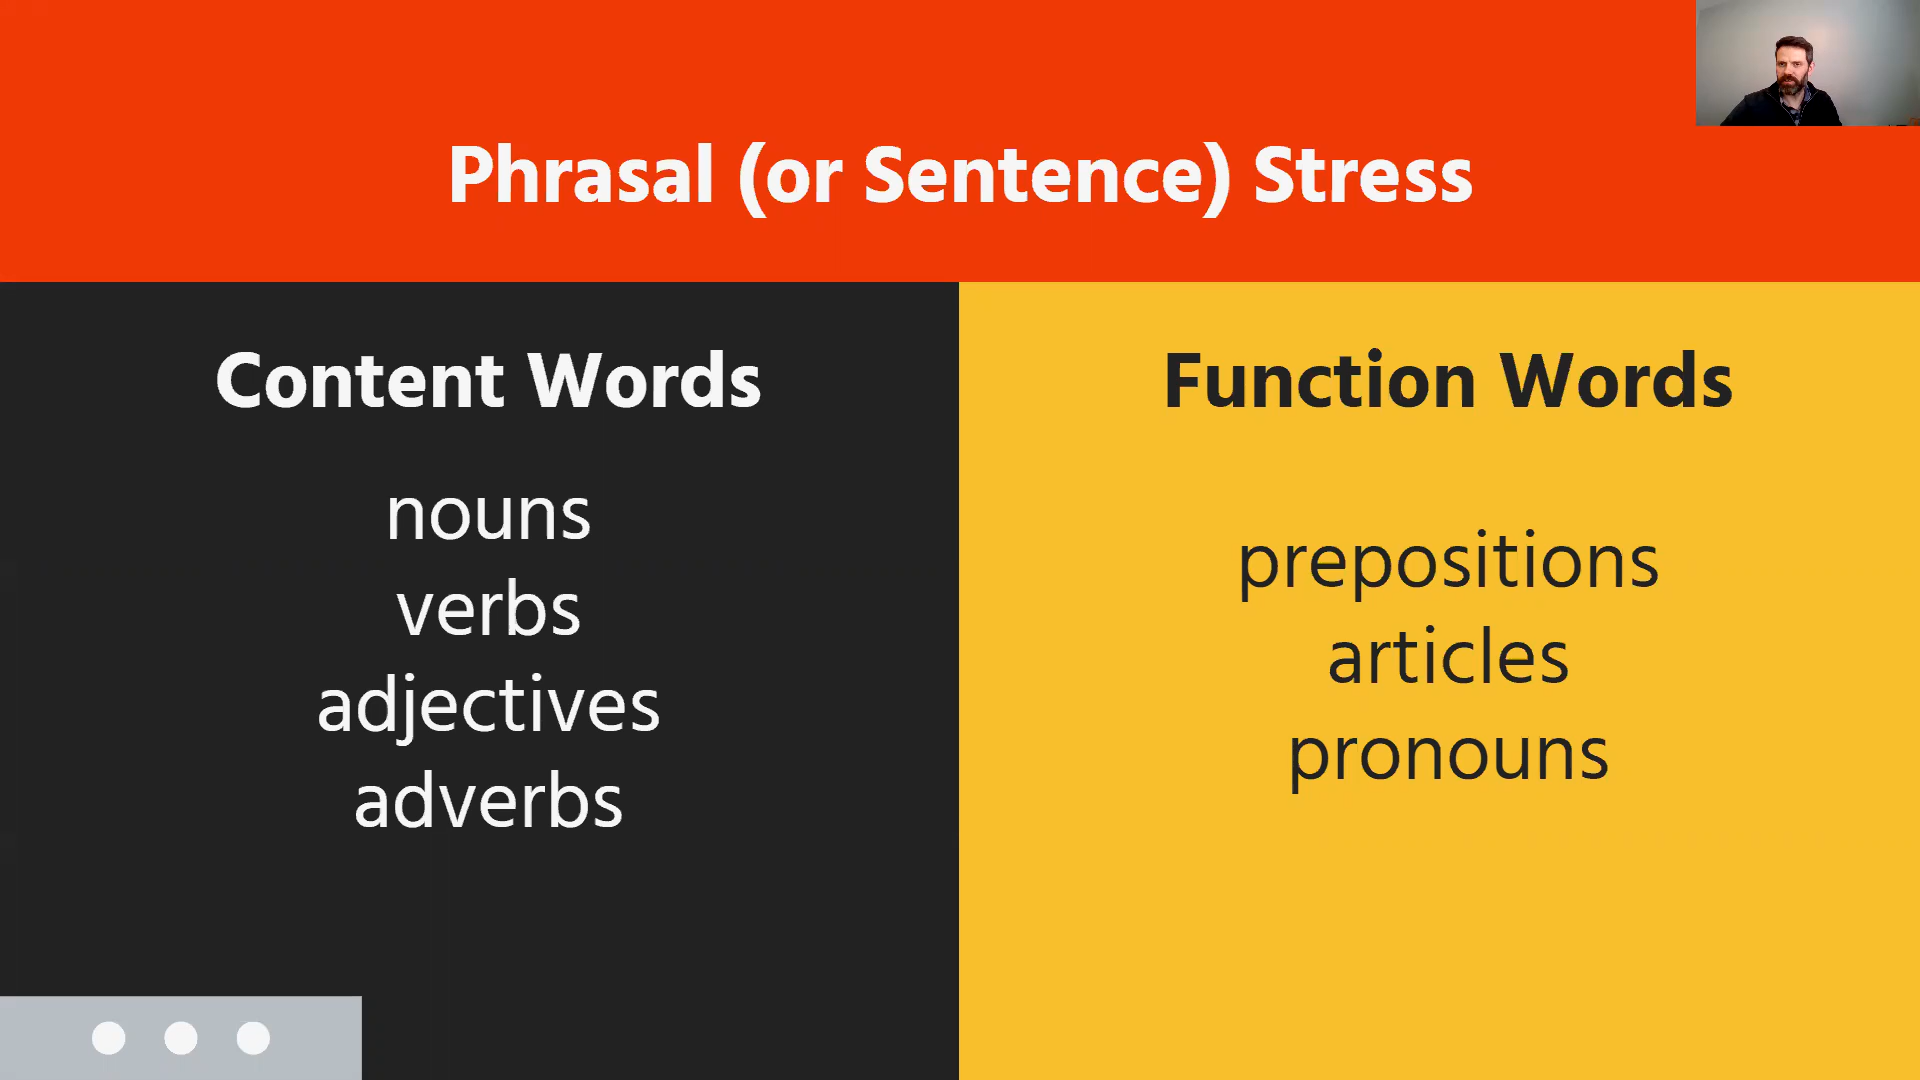 Phrasal (or Sentence) Stress
Content Words
nouns
verbs
adjectives
adverbs
Function Words
prepositions
articles
pronouns